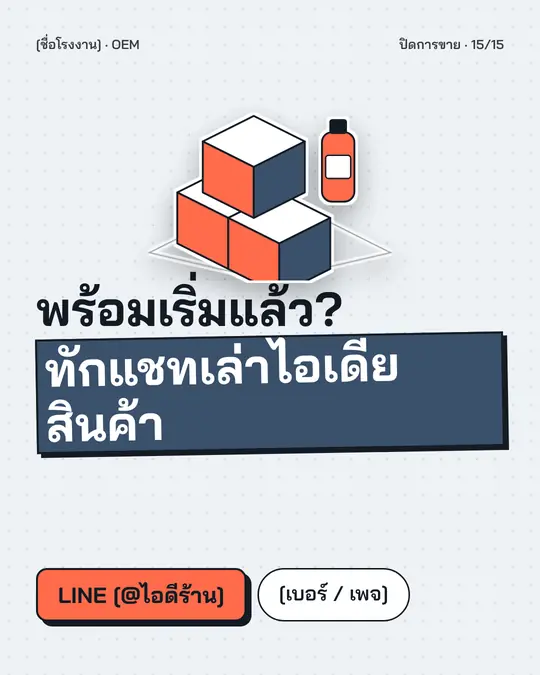 (ชื่อโรงงาน) · OEM
ปิดการขาย · 15/15
พร้อมเริ่มแล้ว?
ทักแชทเล่าไอเดีย
สินค้า
LINE (@ไอดีร้าน)
(เบอร์ / เพจ)